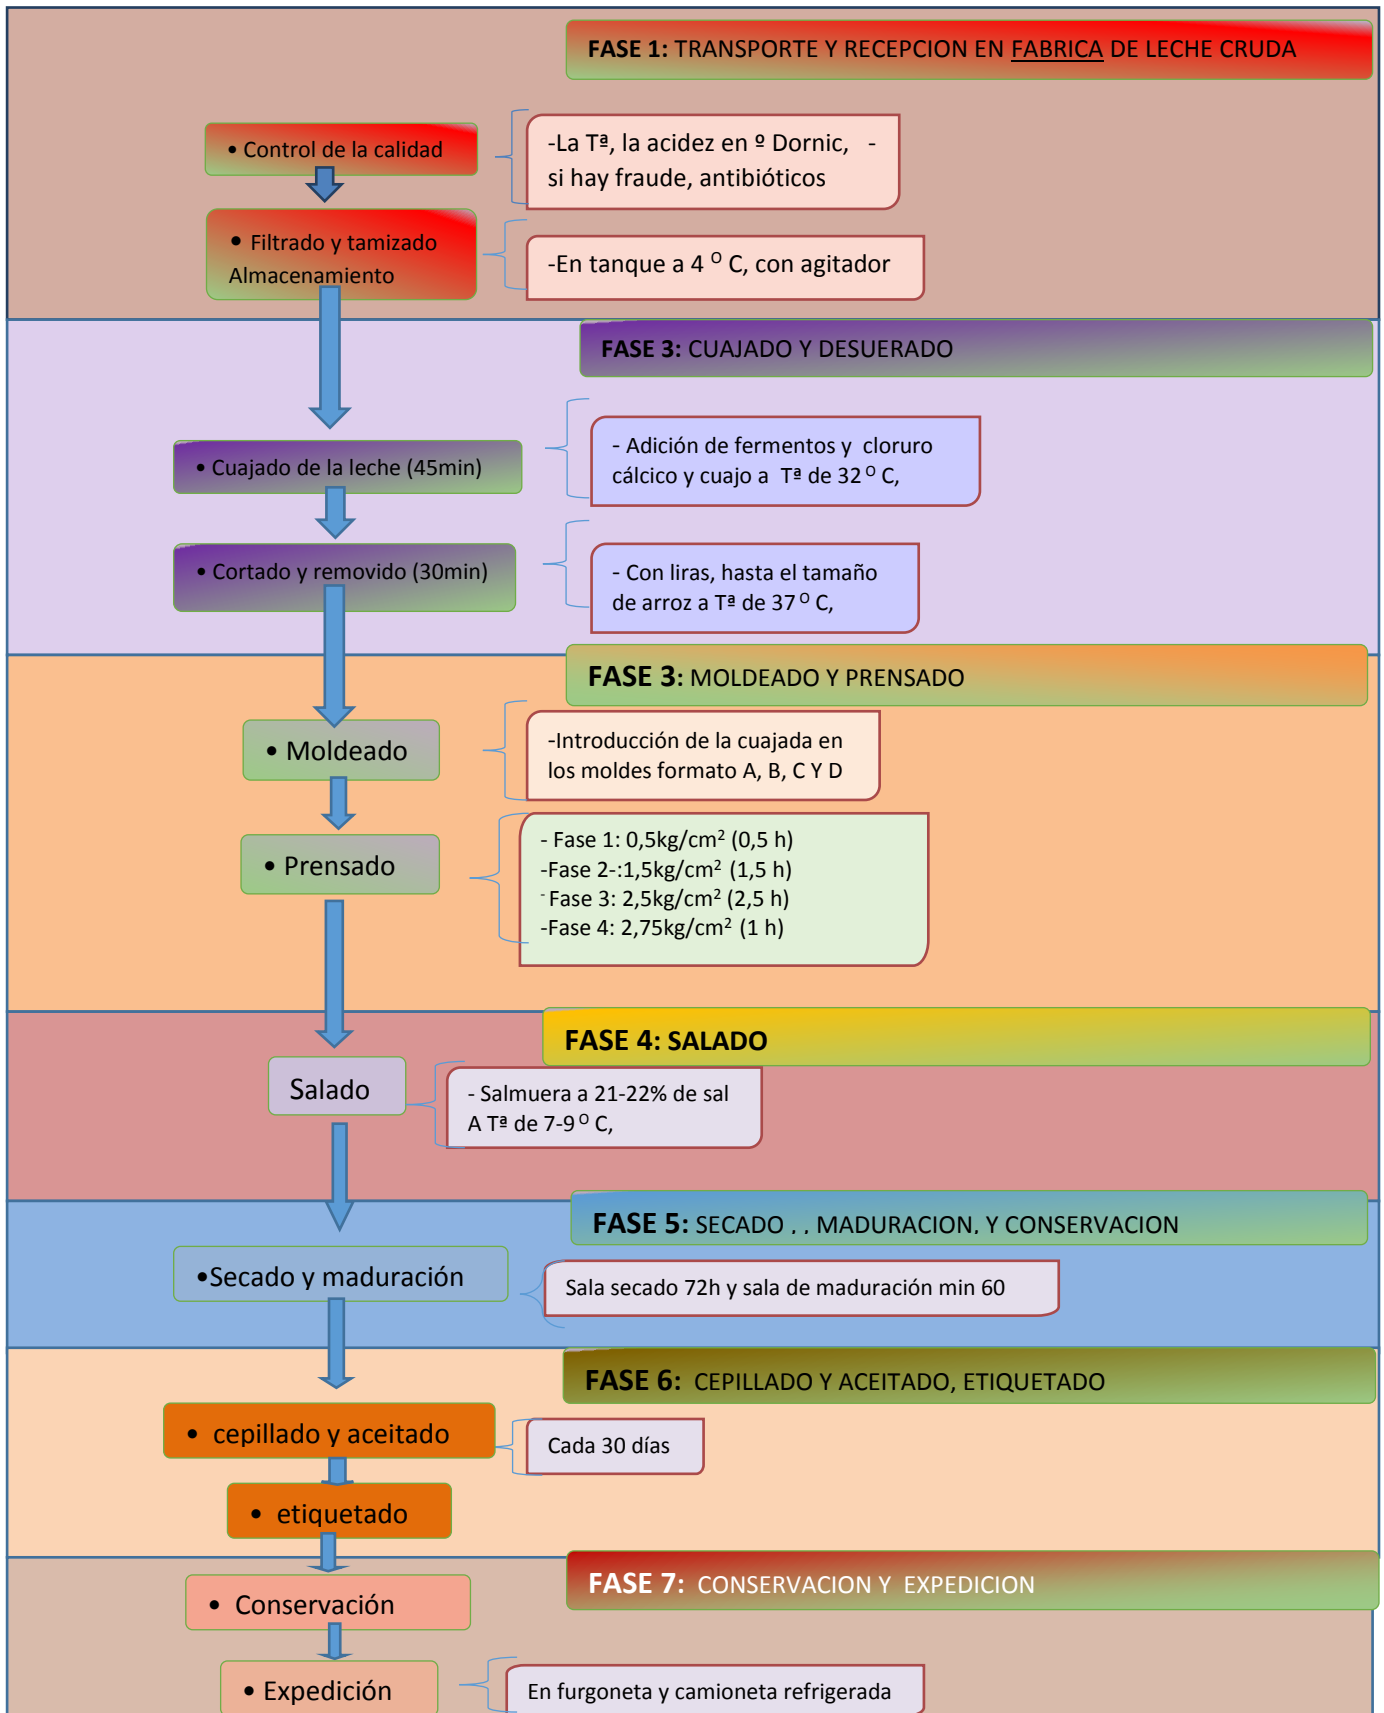 FASE 1: TRANSPORTE Y RECEPCION EN FABRICA DE LECHE CRUDA
• Control de la calidad
-La Tª, la acidez en º Dornic, -
si hay fraude, antibióticos
• Filtrado y tamizado
Almacenamiento
-En tanque a 4 º C, con agitador
FASE 3: CUAJADO Y DESUERADO
• Cuajado de la leche (45min)
- Adición de fermentos y cloruro
cálcico y cuajo a Tª de 32 º C,
• Cortado y removido (30min)
- Con liras, hasta el tamaño
de arroz a Tª de 37 º C,
FASE 3: MOLDEADO Y PRENSADO
• Moldeado
-Introducción de la cuajada en
los moldes formato A, B, C Y D
• Prensado
- Fase 1: 0,5kg/cm² (0,5 h)
-Fase 2-:1,5kg/cm² (1,5 h)
- Fase 3: 2,5kg/cm² (2,5 h)
-Fase 4: 2,75kg/cm² (1 h)
FASE 4: SALADO
Salado
- Salmuera a 21-22% de sal
A Tª de 7-9 º C,
FASE 5: SECADO , , MADURACION, Y CONSERVACION
•Secado y maduración
Sala secado 72h y sala de maduración min 60
FASE 6: CEPILLADO Y ACEITADO, ETIQUETADO
• cepillado y aceitado
Cada 30 días
• etiquetado
FASE 7: CONSERVACION Y EXPEDICION
• Conservación
• Expedición
En furgoneta y camioneta refrigerada